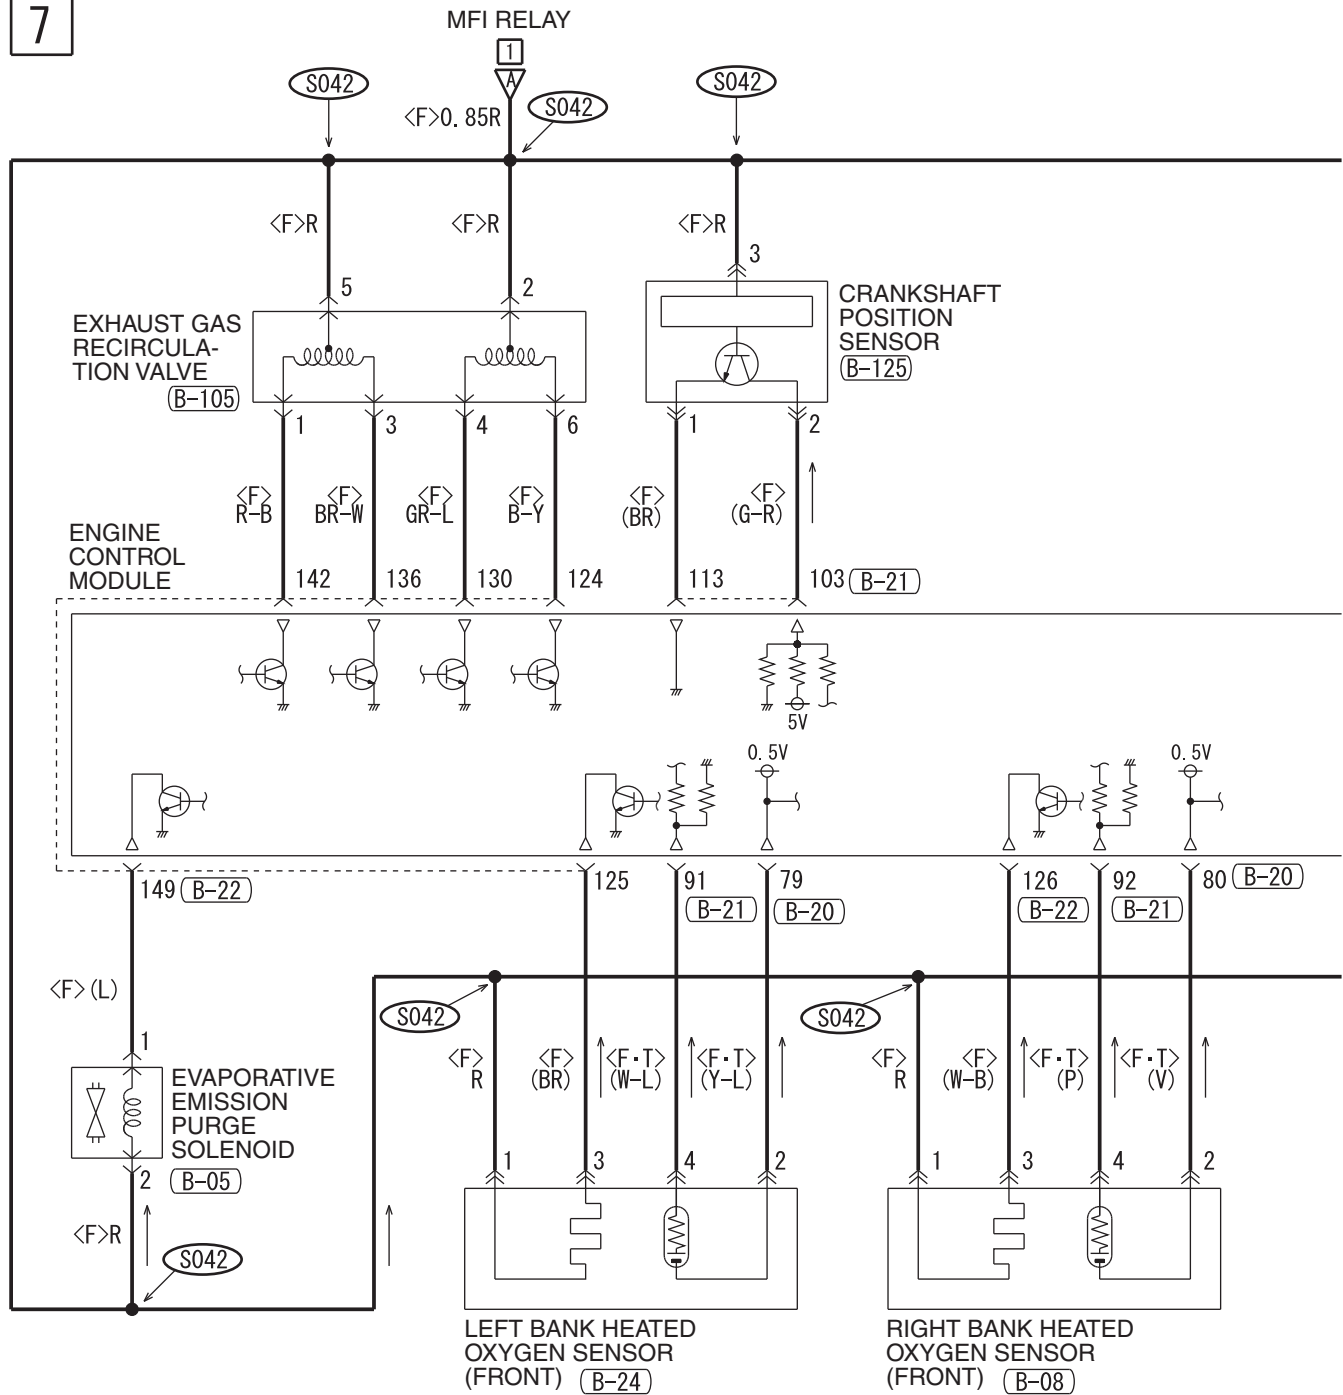 7
MFI RELAY
1
A
S042
S042
S042
<F>0.85R
<F>R
<F>R
<F>R
5
2
3
EXHAUST GAS
RECIRCULA-
TION VALVE
B-105
CRANKSHAFT
POSITION
SENSOR
B-125
1
3
4
6
1
2
<F>
R-B
<F>
BR-W
<F>
GR-L
<F>
B-Y
<F>
(BR)
<F>
(G-R)
ENGINE
CONTROL
MODULE
142
136
130
124
113
103
B-21
5V
0.5V
0.5V
149
B-22
125
91
B-21
79
B-20
126
B-22
92
B-21
80
B-20
<F>(L)
S042
S042
1
EVAPORATIVE
EMISSION
PURGE
SOLENOID
B-05
2
<F>R
S042
<F>
R
<F>
(BR)
<F·T>
(W-L)
<F·T>
(Y-L)
<F>
R
<F>
(W-B)
<F·T>
(P)
<F·T>
(V)
1
3
4
2
1
3
4
2
LEFT BANK HEATED
OXYGEN SENSOR
(FRONT)
B-24
RIGHT BANK HEATED
OXYGEN SENSOR
(FRONT)
B-08